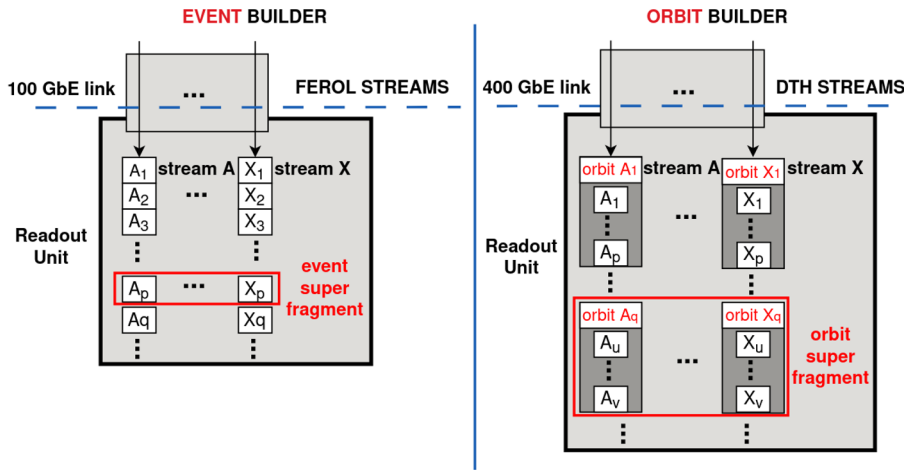 EVENT BUILDER
100 GbE link
...
FEROL STREAMS
A1 stream A X1 stream X
A2 ... X2
A3 X3
Readout
Unit
Ap ... Xp
event
super
fragment
Aq Xq
ORBIT BUILDER
400 GbE link
...
DTH STREAMS
orbit A1 stream A orbit X1 stream X
A1 X1
...
Ap Xp
Readout
Unit
orbit Aq orbit Xq
Au Xu
...
Av Xv
orbit
super
fragment